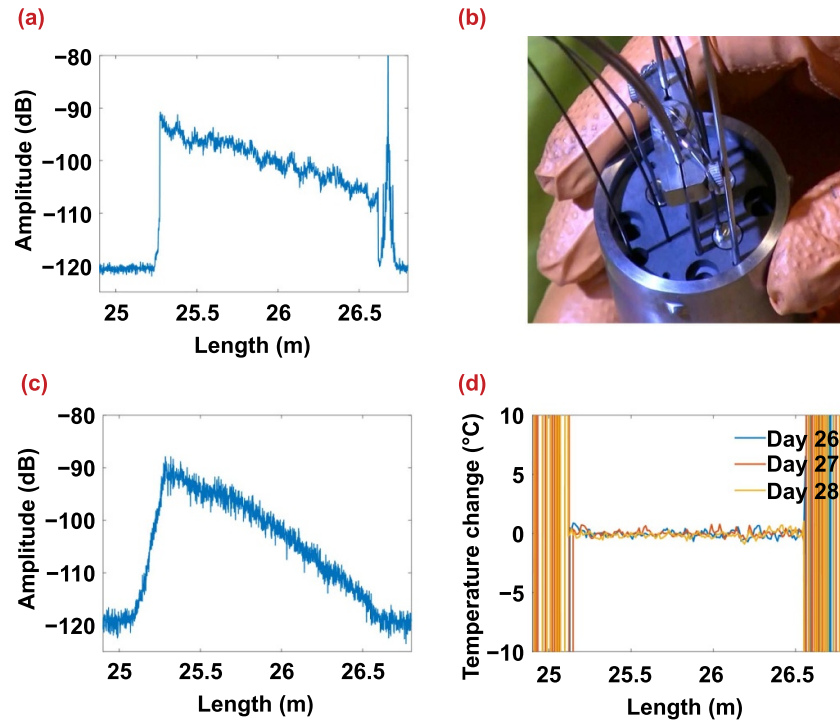 (a)
−80
−90
−100
−110
−120
Amplitude (dB)
25 25.5 26 26.5
Length (m)
(b)
(c)
−80
−90
−100
−110
−120
Amplitude (dB)
25 25.5 26 26.5
Length (m)
(d)
10
5
0
−5
−10
Temperature change (°C)
Day 26
Day 27
Day 28
25 25.5 26 26.5
Length (m)